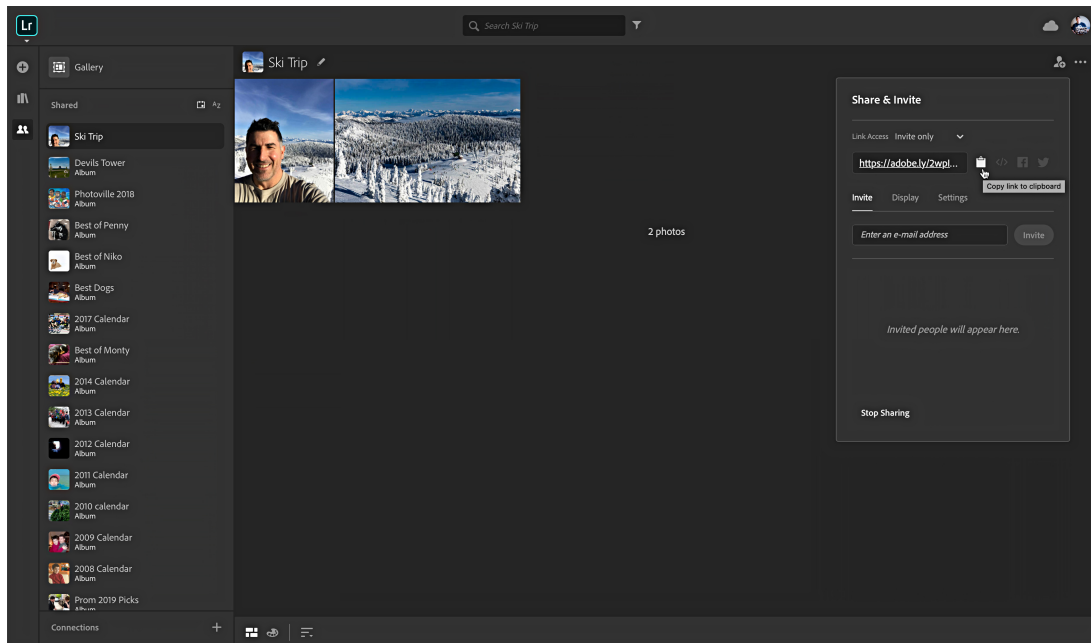 Lr
Search Ski Trip
Gallery
Shared
Az
Ski Trip
Devils Tower
Album
Photoville 2018
Album
Best of Penny
Album
Best of Niko
Album
Best Dogs
Album
2017 Calendar
Album
Best of Monty
Album
2014 Calendar
Album
2013 Calendar
Album
2012 Calendar
Album
2011 Calendar
Album
2010 calendar
Album
2009 Calendar
Album
2008 Calendar
Album
Prom 2019 Picks
Album
Connections
Ski Trip
2 photos
Share & Invite
Link Access Invite only
https://adobe.ly/2wpl...
Copy link to clipboard
Invite Display Settings
Enter an e-mail address
Invite
Invited people will appear here.
Stop Sharing